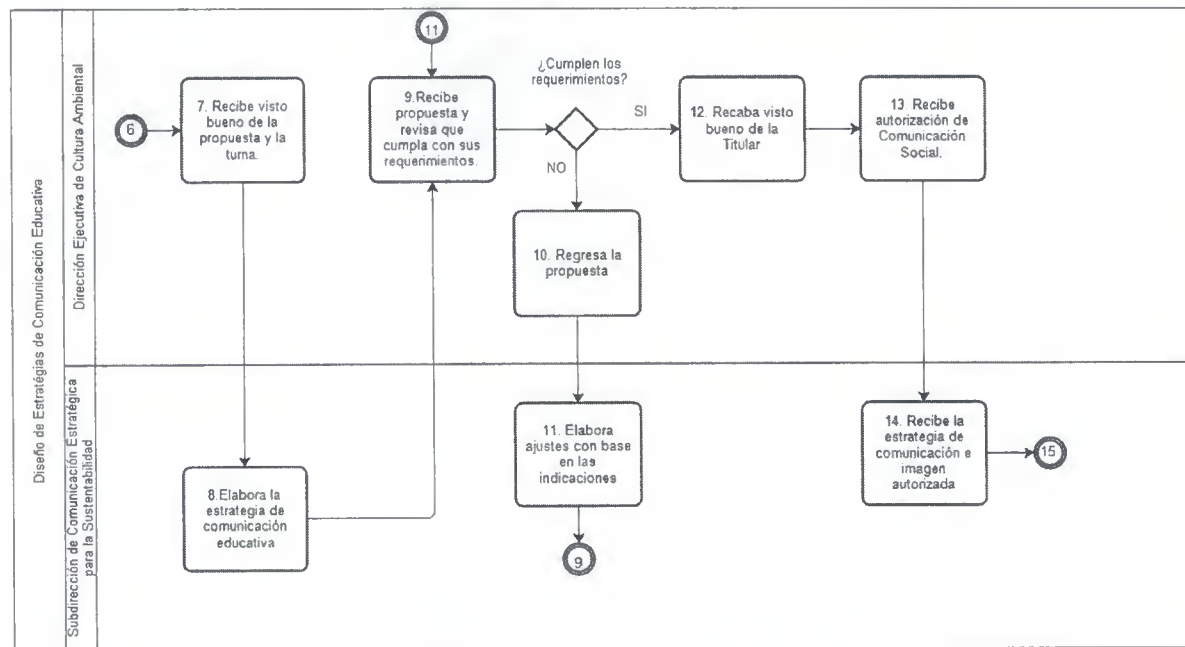 Diseño de Estratégias de Comunicación Educativa
Dirección Ejecutiva de Cultura Ambiental
6
7. Recibe visto
bueno de la
propuesta y la
turna.
11
9.Recibe
propuesta y
revisa que
cumpla con sus
requerimientos.
¿Cumplen los
requerimientos?
SI
NO
12. Recaba visto
bueno de la
Titular
13. Recibe
autorización de
Comunicación
Social.
10. Regresa la
propuesta
Subdirección de Comunicación Estratégica
para la Sustentabilidad
8.Elabora la
estrategia de
comunicación
educativa
11. Elabora
ajustes con base
en las
indicaciones
9
14. Recibe la
estrategia de
comunicación e
imagen
autorizada
15